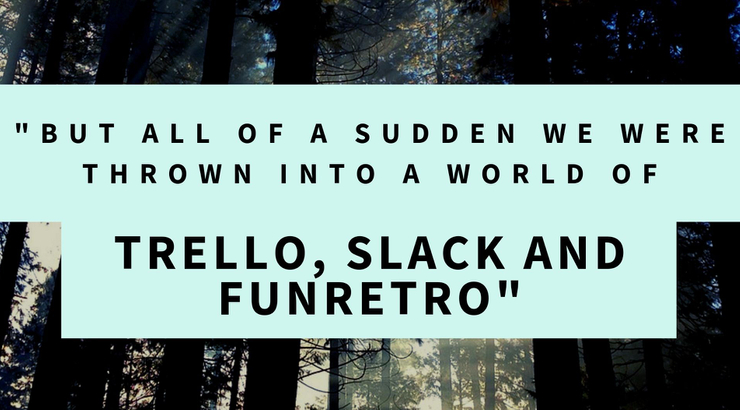 "BUT ALL OF A SUDDEN WE WERE
THROWN INTO A WORLD OF
TRELLO, SLACK AND
FUNRETRO"